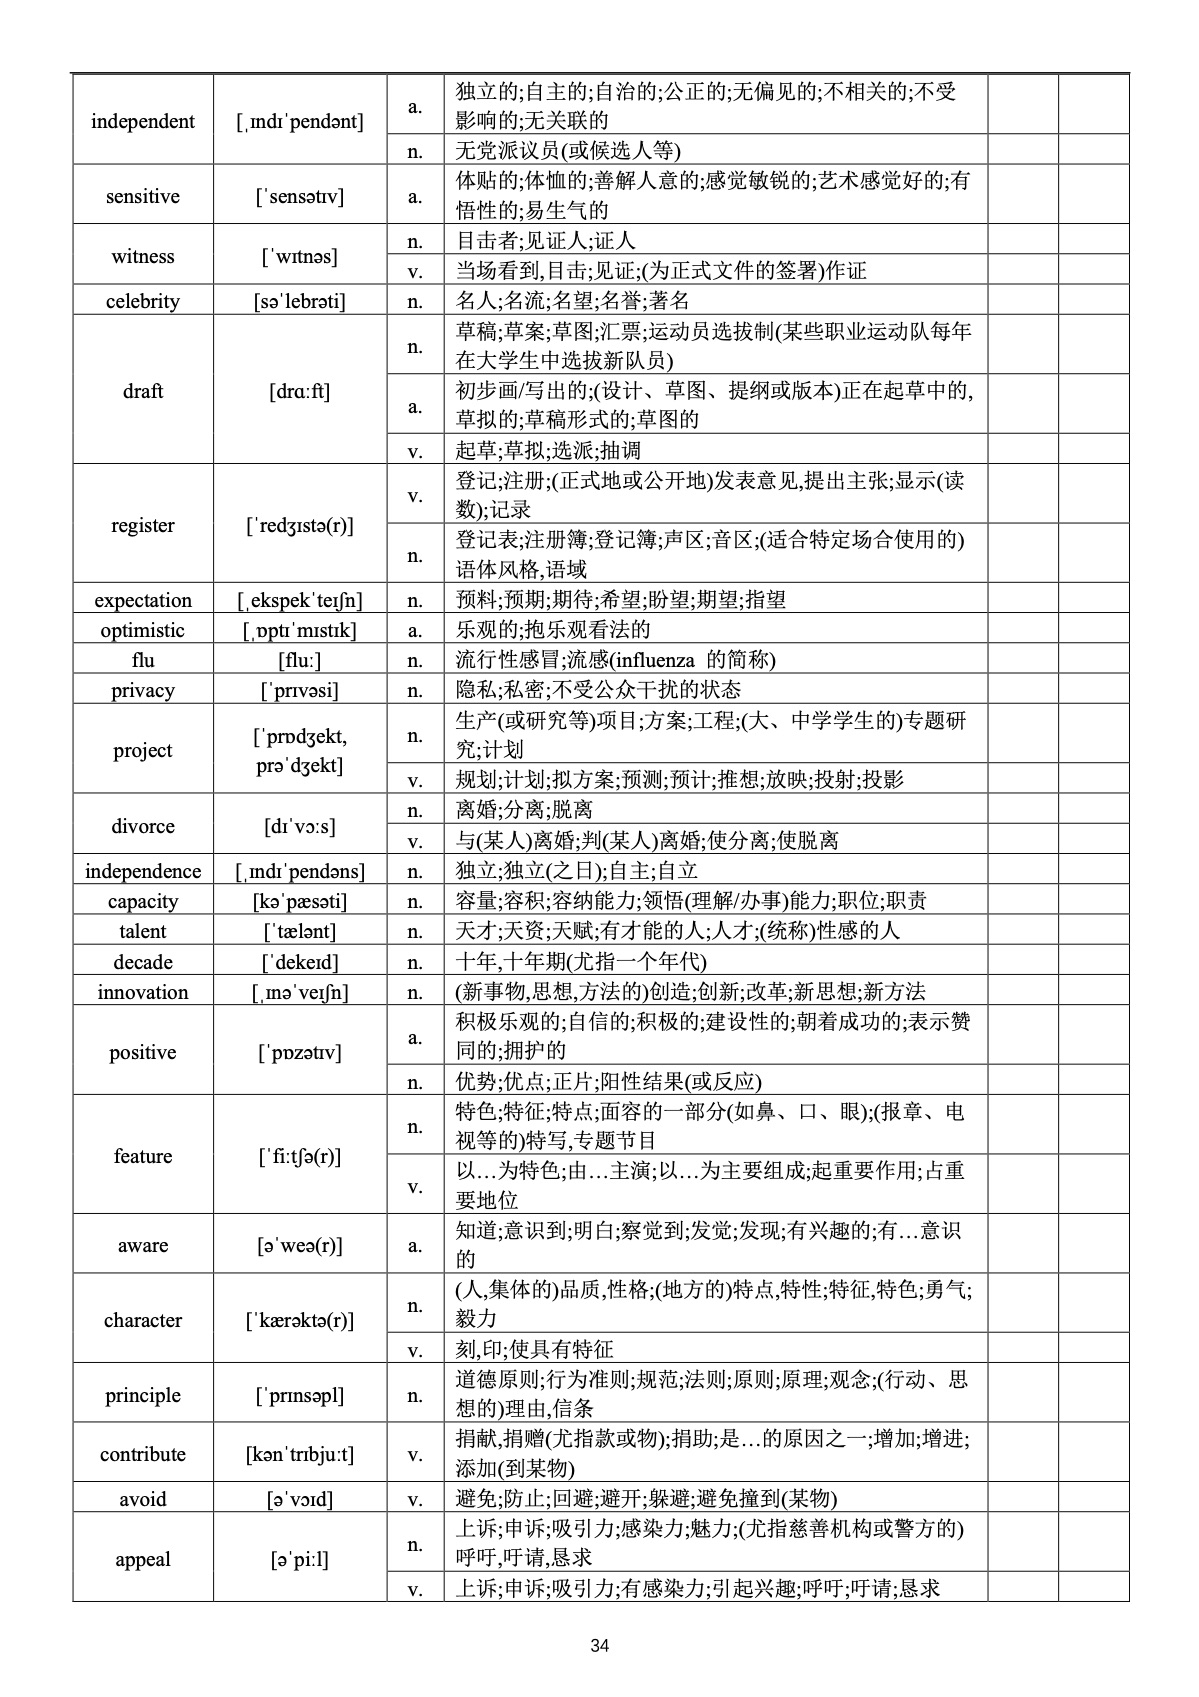 independent [ˌɪndɪˈpendənt] a. 独立的;自主的;自治的;公正的;无偏见的;不相关的;不受
影响的;无关联的
n. 无党派议员(或候选人等)
sensitive [ˈsensətɪv] a. 体贴的;体恤的;善解人意的;感觉敏锐的;艺术感觉好的;有
悟性的;易生气的
witness [ˈwɪtnəs] n. 目击者;见证人;证人
v. 当场看到,目击;见证;(为正式文件的签署)作证
celebrity [səˈlebrəti] n. 名人;名流;名望;名誉;著名
draft [drɑːft] n. 草稿;草案;草图;汇票;运动员选拔制(某些职业运动队每年
在大学生中选拔新队员)
a. 初步画/写出的;(设计、草图、提纲或版本)正在起草中的,
草拟的;草稿形式的;草图的
v. 起草;草拟;选派;抽调
register [ˈredʒɪstə(r)] v. 登记;注册;(正式地或公开地)发表意见,提出主张;显示(读
数);记录
n. 登记表;注册簿;登记簿;声区;音区;(适合特定场合使用的)
语体风格,语域
expectation [ˌekspekˈteɪʃn] n. 预料;预期;期待;希望;盼望;期望;指望
optimistic [ˌɒptɪˈmɪstɪk] a. 乐观的;抱乐观看法的
flu [fluː] n. 流行性感冒;流感(influenza 的简称)
privacy [ˈprɪvəsi] n. 隐私;私密;不受公众干扰的状态
project [ˈprɒdʒekt, n. 生产(或研究等)项目;方案;工程;(大、中学学生的)专题研
究;计划
prəˈdʒekt] v. 规划;计划;拟方案;预测;预计;推想;放映;投射;投影
divorce [dɪˈvɔːs] n. 离婚;分离;脱离
v. 与(某人)离婚;判(某人)离婚;使分离;使脱离
independence [ˌɪndɪˈpendəns] n. 独立;独立(之日);自主;自立
capacity [kəˈpæsəti] n. 容量;容积;容纳能力;领悟(理解/办事)能力;职位;职责
talent [ˈtælənt] n. 天才;天资;天赋;有才能的人;人才;(统称)性感的人
decade [ˈdekeɪd] n. 十年,十年期(尤指一个年代)
innovation [ˌɪnəˈveɪʃn] n. (新事物,思想,方法的)创造;创新;改革;新思想;新方法
positive [ˈpɒzətɪv] a. 积极乐观的;自信的;积极的;建设性的;朝着成功的;表示赞
同的;拥护的
n. 优势;优点;正片;阳性结果(或反应)
feature [ˈfiːtʃə(r)] n. 特色;特征;特点;面容的一部分(如鼻、口、眼);(报章、电
视等的)特写,专题节目
v. 以…为特色;由…主演;以…为主要组成;起重要作用;占重
要地位
aware [əˈweə(r)] a. 知道;意识到;明白;察觉到;发觉;发现;有兴趣的;有…意识
的
character [ˈkærəktə(r)] n. (人,集体的)品质,性格;(地方的)特点,特性;特征,特色;勇气;
毅力
v. 刻,印;使具有特征
principle [ˈprɪnsəpl] n. 道德原则;行为准则;规范;法则;原则;原理;观念;(行动、思
想的)理由,信条
contribute [kənˈtrɪbjuːt] v. 捐献,捐赠(尤指款或物);捐助;是…的原因之一;增加;增进;
添加(到某物)
avoid [əˈvɔɪd] v. 避免;防止;回避;避开;躲避;避免撞到(某物)
appeal [əˈpiːl] n. 上诉;申诉;吸引力;感染力;魅力;(尤指慈善机构或警方的)
呼吁,吁请,恳求
v. 上诉;申诉;吸引力;有感染力;引起兴趣;呼吁;吁请;恳求
34